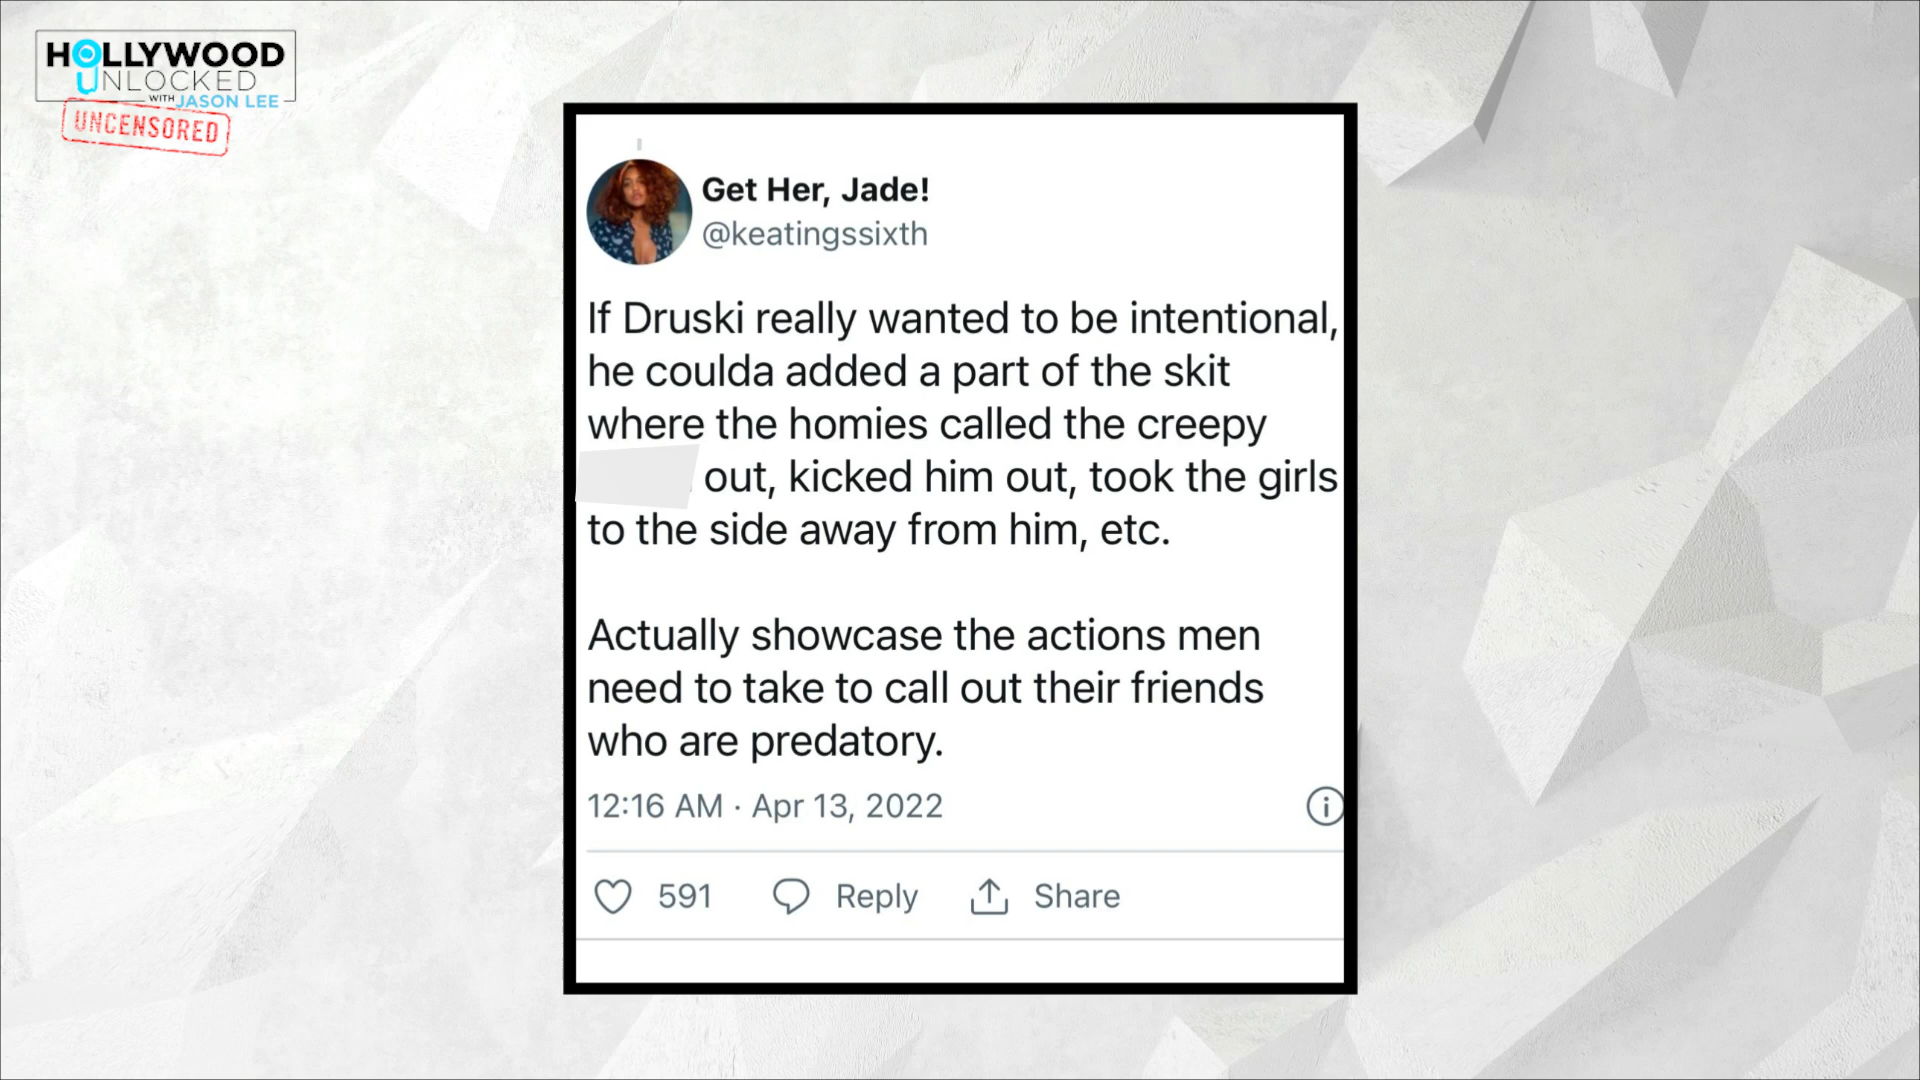 HOLLYWOOD
UNLOCKED
WITH JASON LEE
UNCENSORED
Get Her, Jade!
@keatingssixth
If Druski really wanted to be intentional,
he coulda added a part of the skit
where the homies called the creepy
out, kicked him out, took the girls
to the side away from him, etc.
Actually showcase the actions men
need to take to call out their friends
who are predatory.
12:16 AM · Apr 13, 2022
591 Reply Share